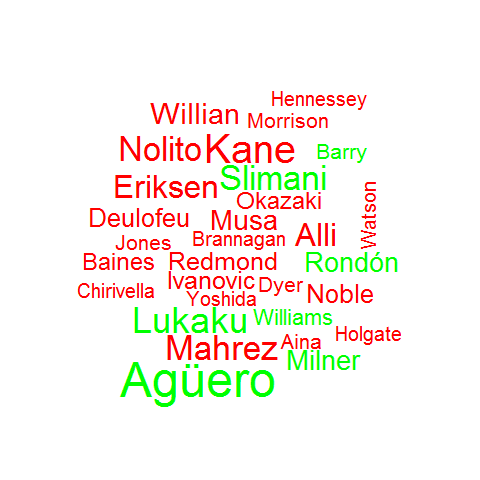 Hennessey
Willian
Morrison
Nolito Kane
Barry
Slimani
Eriksen
Okazaki
Watson
Deulofeu Musa
Alli
Jones Brannagan
Baines Redmond Rondón
Ivanovic Dyer
Chirivella Yoshida Noble
Lukaku Williams
Mahrez Aina Holgate
Milner
Agüero